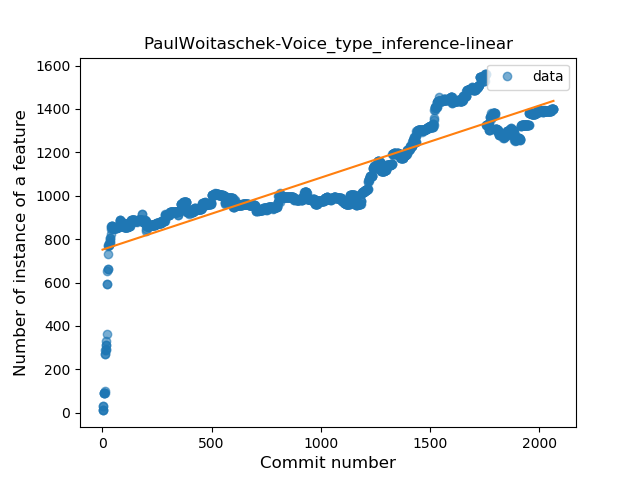 PaulWoitaschek-Voice_type_inference-linear
data
Number of instance of a feature
1600
1400
1200
1000
800
600
400
200
0
0 500 1000 1500 2000
Commit number